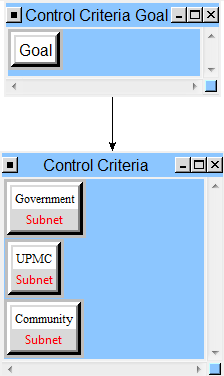 Control Criteria Goal
Goal
Control Criteria
Government
Subnet
UPMC
Subnet
Community
Subnet